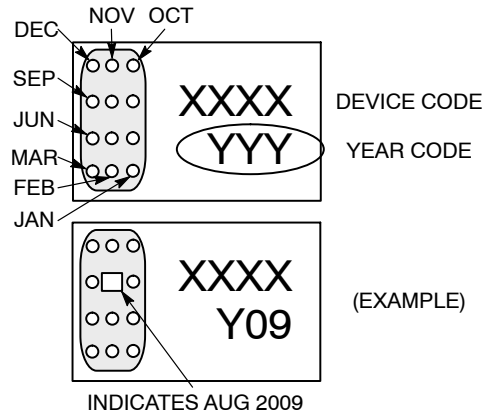 NOV OCT
DEC
SEP
JUN
MAR
FEB
JAN
XXXX DEVICE CODE
YYY YEAR CODE
XXXX
Y09
(EXAMPLE)
INDICATES AUG 2009